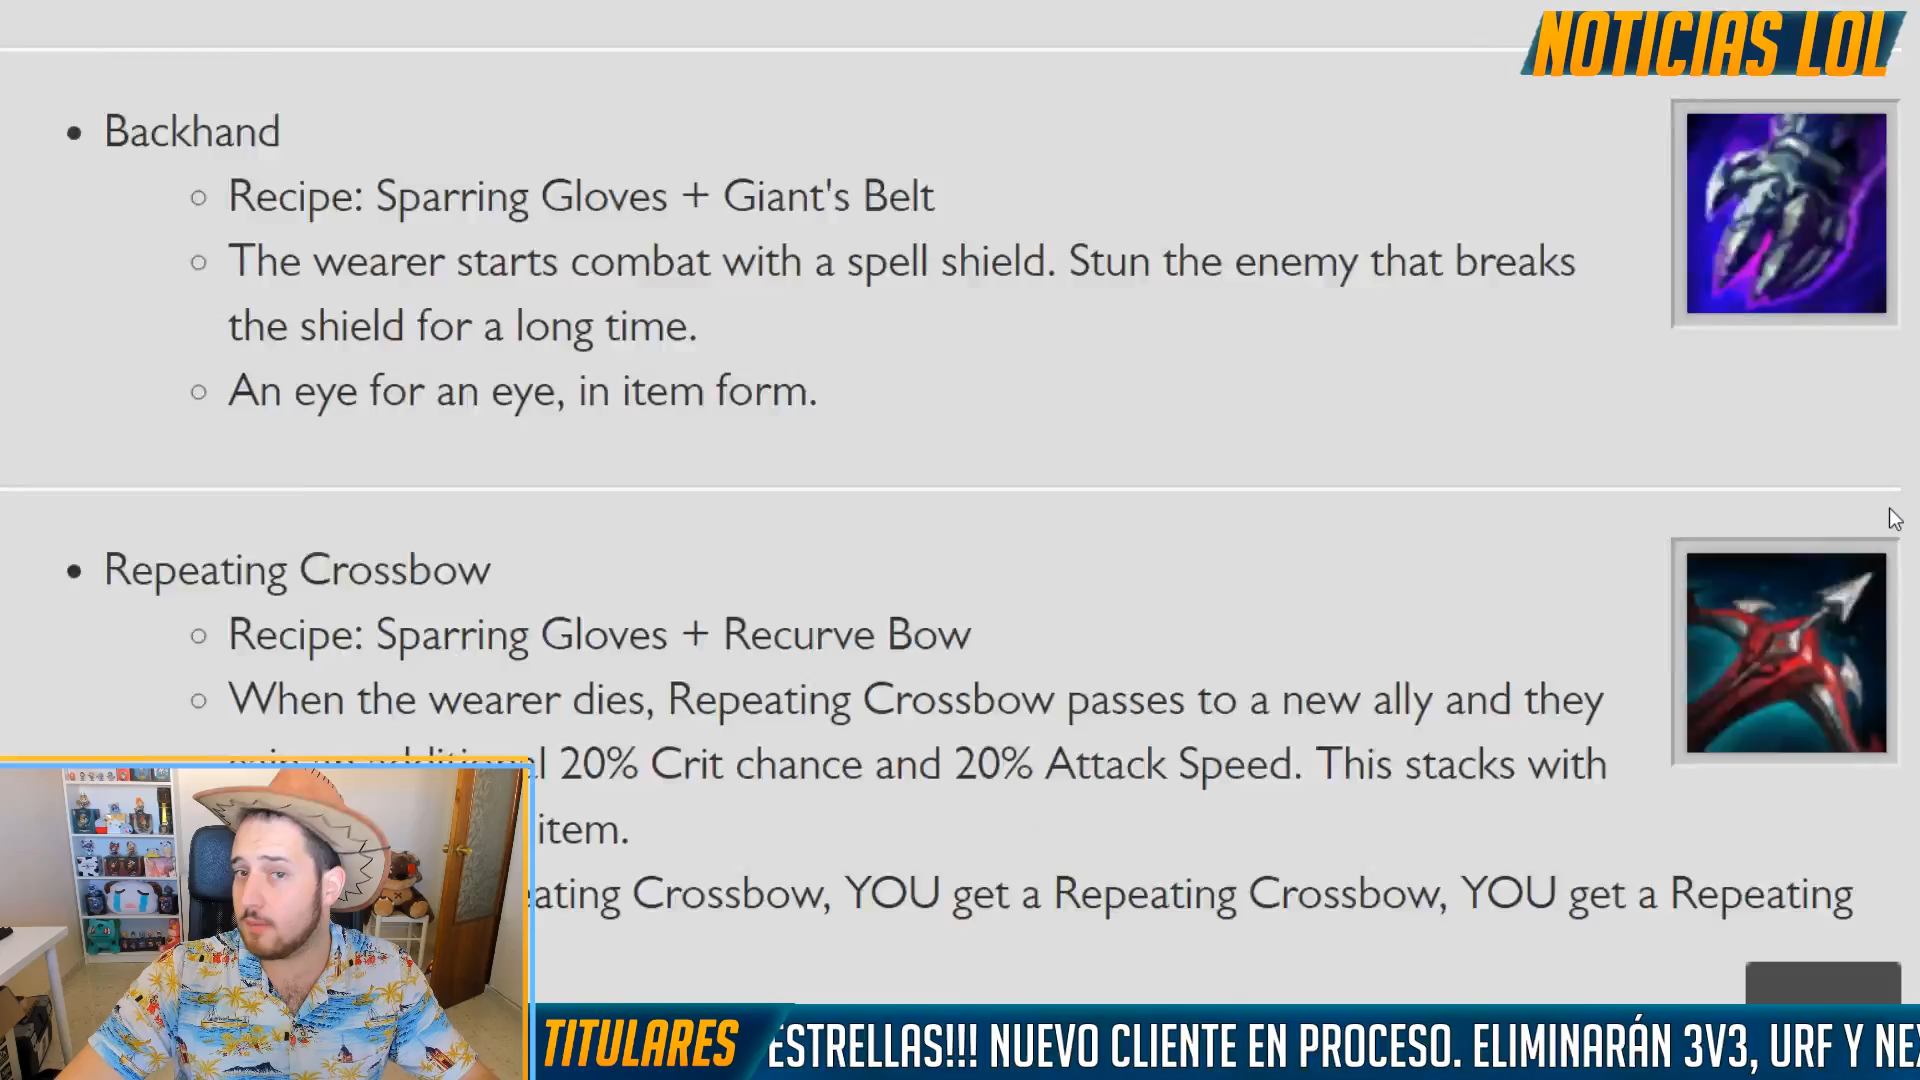 NOTICIAS LOL
Backhand
Recipe: Sparring Gloves + Giant's Belt
The wearer starts combat with a spell shield. Stun the enemy that breaks
the shield for a long time.
An eye for an eye, in item form.
Repeating Crossbow
Recipe: Sparring Gloves + Recurve Bow
When the wearer dies, Repeating Crossbow passes to a new ally and they
20% Crit chance and 20% Attack Speed. This stacks with
item.
Crossbow, YOU get a Repeating Crossbow, YOU get a Repeating
TITULARES
ESTRELLAS!!! NUEVO CLIENTE EN PROCESO. ELIMINARÁN 3V3, URF Y